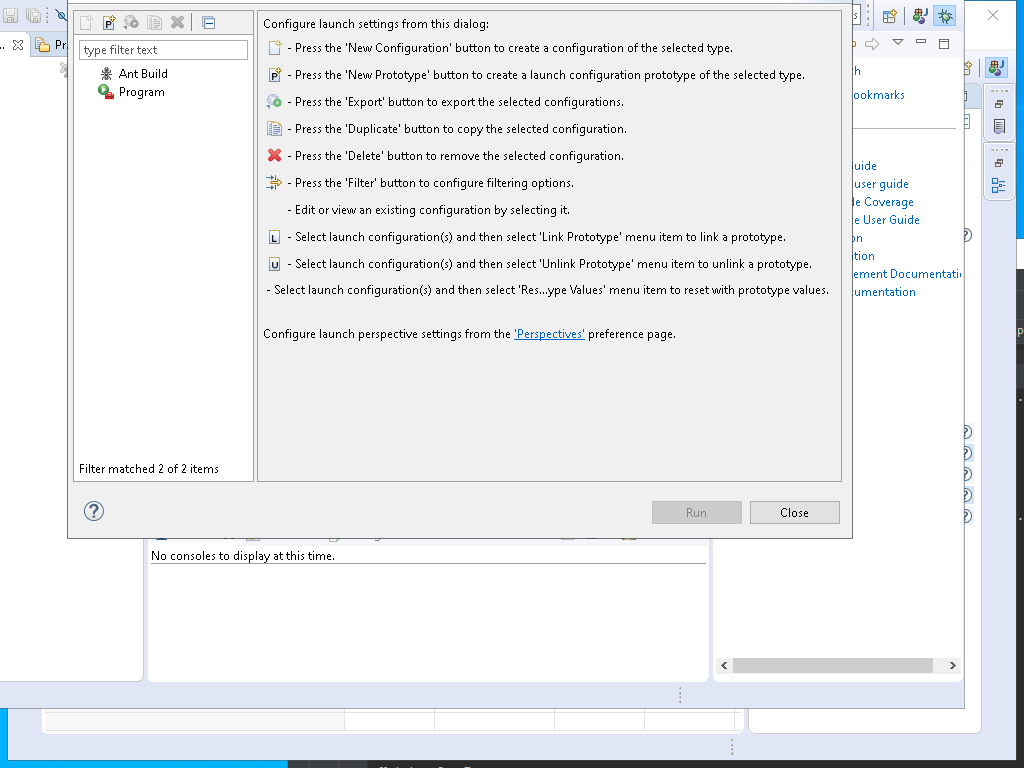 Configure launch settings from this dialog:
- Press the 'New Configuration' button to create a configuration of the selected type.
- Press the 'New Prototype' button to create a launch configuration prototype of the selected type.
- Press the 'Export' button to export the selected configurations.
- Press the 'Duplicate' button to copy the selected configuration.
- Press the 'Delete' button to remove the selected configuration.
- Press the 'Filter' button to configure filtering options.
- Edit or view an existing configuration by selecting it.
L - Select launch configuration(s) and then select 'Link Prototype' menu item to link a prototype.
U - Select launch configuration(s) and then select 'Unlink Prototype' menu item to unlink a prototype.
- Select launch configuration(s) and then select 'Res...ype Values' menu item to reset with prototype values.
Configure launch perspective settings from the 'Perspectives' preference page.
type filter text
Ant Build
Program
Filter matched 2 of 2 items
Run
Close
Pr
ookmarks
uide
user guide
le Coverage
e User Guide
on
tion
ement Documentati
umentation
No consoles to display at this time.